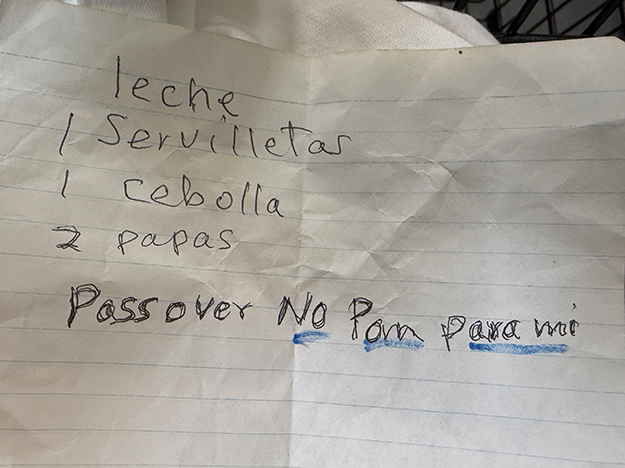 leche
1 Servilletas
1 cebolla
2 papas
Passover No Pan para mi